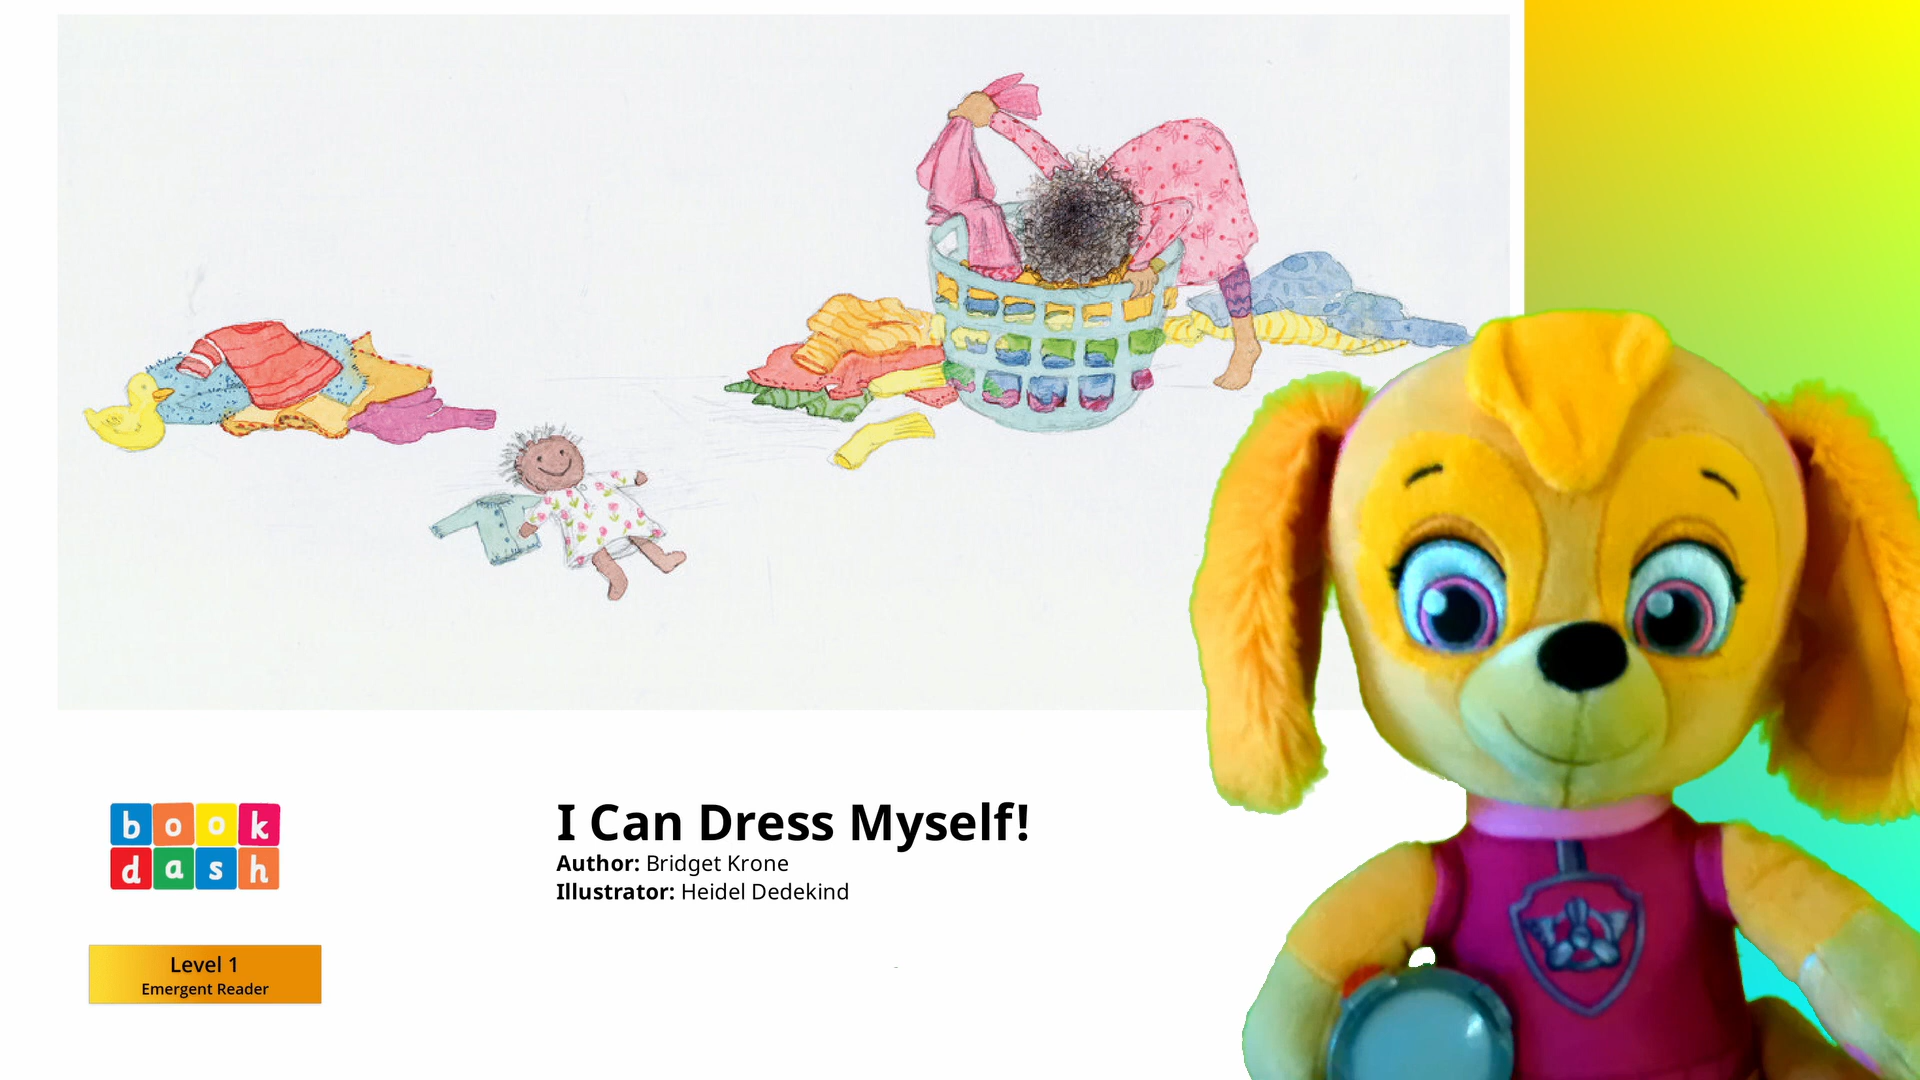 book
dash
I Can Dress Myself!
Author: Bridget Krone
Illustrator: Heidel Dedekind
Level 1
Emergent Reader